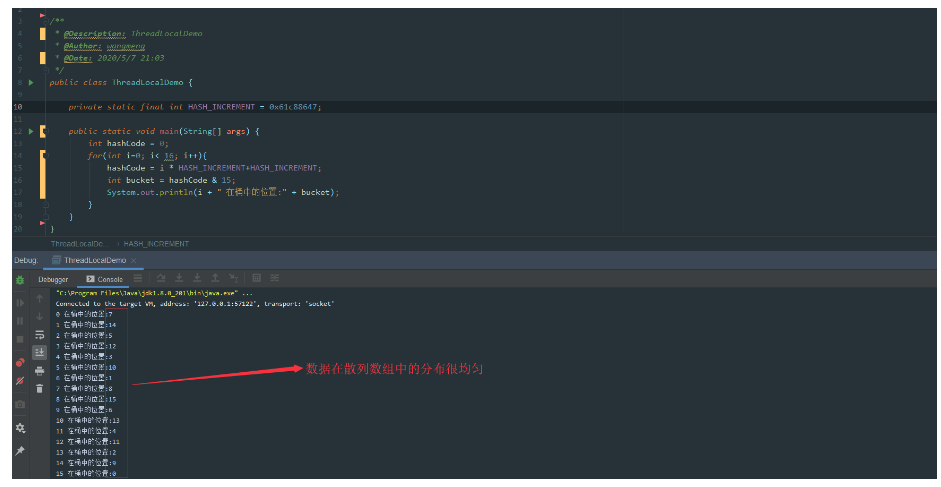 2
3 /**
4 * @Description: ThreadLocalDemo
5 * @Author: wangmeng
6 * @Date: 2020/5/7 21:03
7 */
8 public class ThreadLocalDemo {
9
10 private static final int HASH_INCREMENT = 0x61c88647;
11
12 public static void main(String[] args) {
13 int hashCode = 0;
14 for(int i=0; i< 16; i++){
15 hashCode = i * HASH_INCREMENT+HASH_INCREMENT;
16 int bucket = hashCode & 15;
17 System.out.println(i + " 在桶中的位置:" + bucket);
18 }
19 }
20 }
ThreadLocalDe... › HASH_INCREMENT
Debug: ThreadLocalDemo ×
Debugger Console
"C:\Program Files\Java\jdk1.8.0_201\bin\java.exe" ...
Connected to the target VM, address: '127.0.0.1:57122', transport: 'socket'
0 在桶中的位置:7
1 在桶中的位置:14
2 在桶中的位置:5
3 在桶中的位置:12
4 在桶中的位置:3
5 在桶中的位置:10
数据在散列数组中的分布很均匀
6 在桶中的位置:1
7 在桶中的位置:8
8 在桶中的位置:15
9 在桶中的位置:6
10 在桶中的位置:13
11 在桶中的位置:4
12 在桶中的位置:11
13 在桶中的位置:2
14 在桶中的位置:9
15 在桶中的位置:0